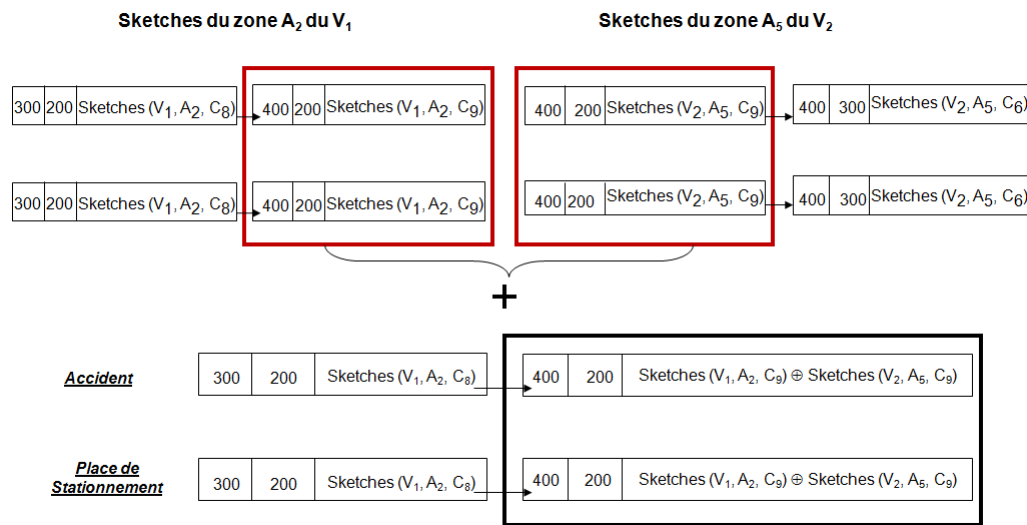 Sketches du zone A₂ du V₁ Sketches du zone A₅ du V₂
300 200 Sketches (V₁, A₂, C₈) 400 200 Sketches (V₁, A₂, C₉) 400 200 Sketches (V₂, A₅, C₉) 400 300 Sketches (V₂, A₅, C₆)
300 200 Sketches (V₁, A₂, C₈) 400 200 Sketches (V₁, A₂, C₉) 400 200 Sketches (V₂, A₅, C₉) 400 300 Sketches (V₂, A₅, C₆)
+
Accident 300 200 Sketches (V₁, A₂, C₈) 400 200 Sketches (V₁, A₂, C₉) ⊕ Sketches (V₂, A₅, C₉)
Place de
Stationnement 300 200 Sketches (V₁, A₂, C₈) 400 200 Sketches (V₁, A₂, C₉) ⊕ Sketches (V₂, A₅, C₉)